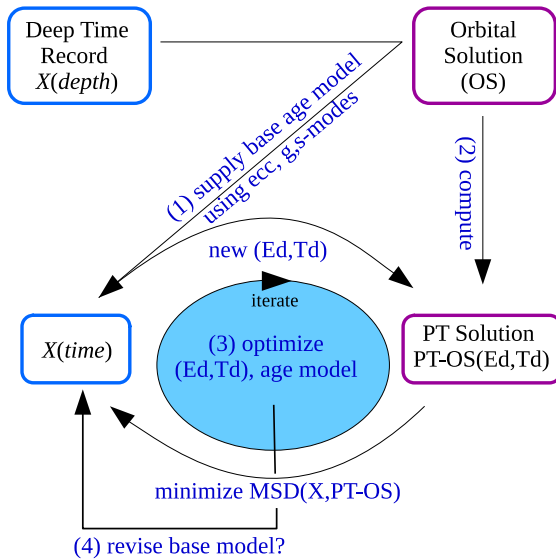 Deep Time
Record
X(depth)
Orbital
Solution
(OS)
(1) supply base age model
using ecc, g,s-modes
(2) compute
new (Ed,Td)
iterate
X(time)
(3) optimize
(Ed,Td), age model
PT Solution
PT-OS(Ed,Td)
minimize MSD(X,PT-OS)
(4) revise base model?